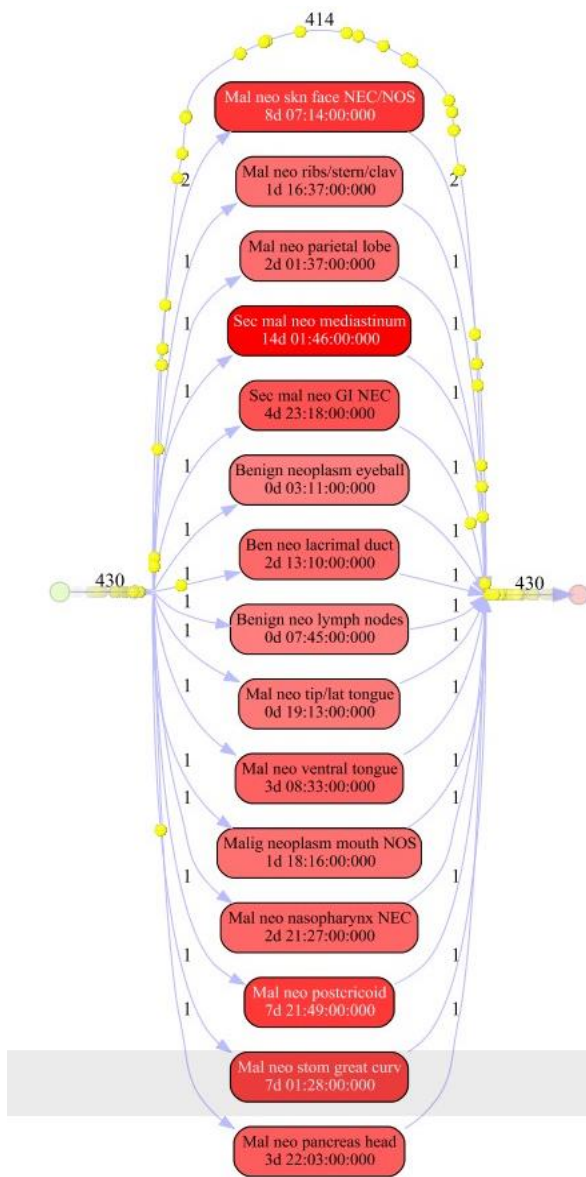 414
Mal neo skn face NEC/NOS
8d 07:14:00:000
2
2
Mal neo ribs/stern/clav
1d 16:37:00:000
1
1
Mal neo parietal lobe
2d 01:37:00:000
1
1
Sec mal neo mediastinum
14d 01:46:00:000
1
1
Sec mal neo GI NEC
4d 23:18:00:000
1
1
Benign neoplasm eyeball
0d 03:11:00:000
1
1
Ben neo lacrimal duct
2d 13:10:00:000
430
1
1
430
1
1
Benign neo lymph nodes
0d 07:45:00:000
1
1
Mal neo tip/lat tongue
0d 19:13:00:000
1
1
Mal neo ventral tongue
3d 08:33:00:000
1
1
Malig neoplasm mouth NOS
1d 18:16:00:000
1
1
1
1
Mal neo nasopharynx NEC
2d 21:27:00:000
1
1
Mal neo postcricoid
7d 21:49:00:000
1
1
Mal neo stom great curv
7d 01:28:00:000
Mal neo pancreas head
3d 22:03:00:000